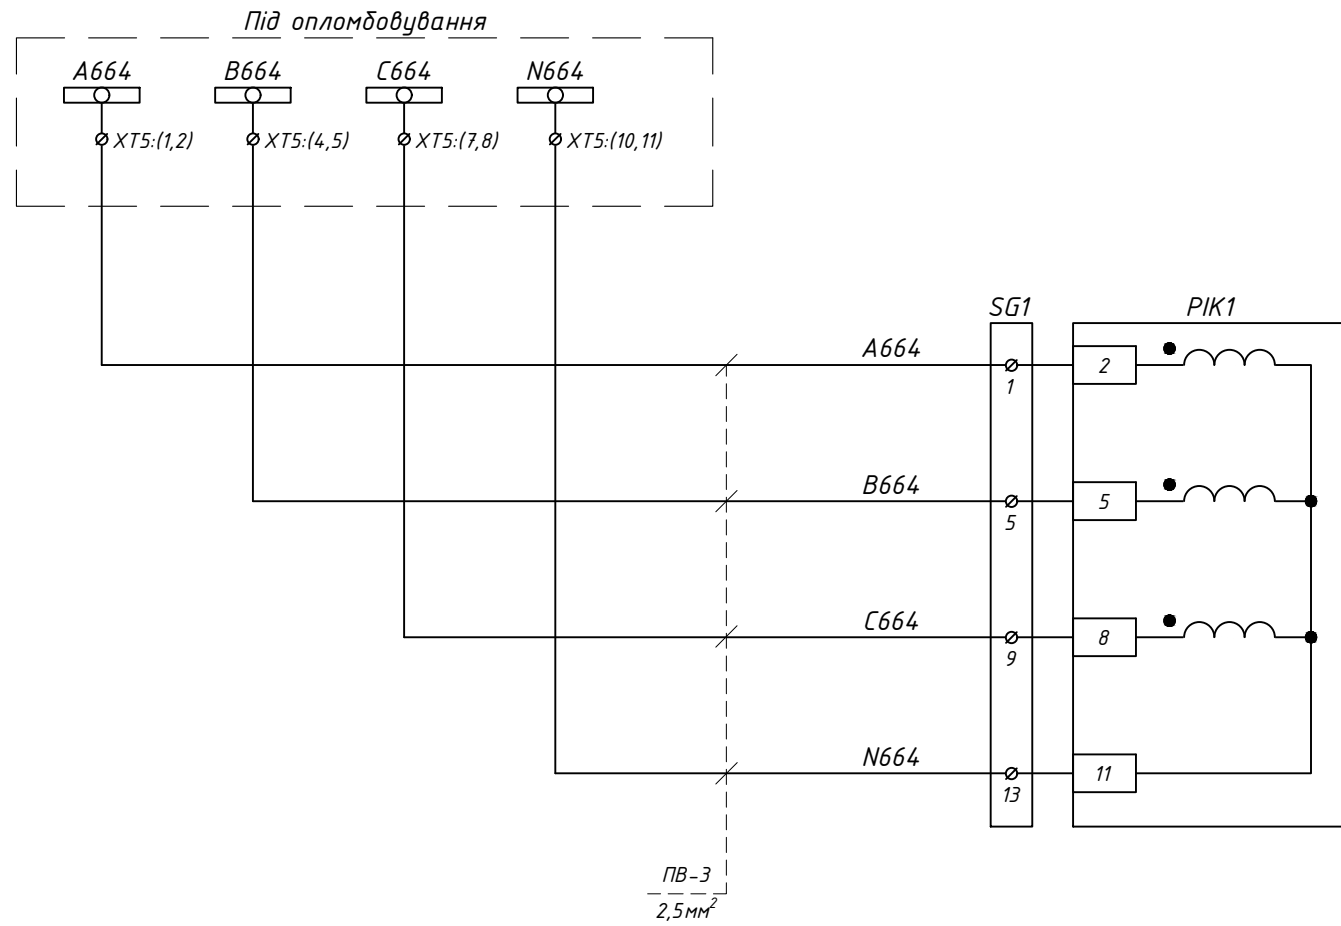 Під опломбовування
A664 B664 C664 N664
XT5:(1,2) XT5:(4,5) XT5:(7,8) XT5:(10,11)
SG1 PIK1
A664
1 2
B664
5 5
C664
9 8
N664
13 11
ПВ-3
2,5мм²